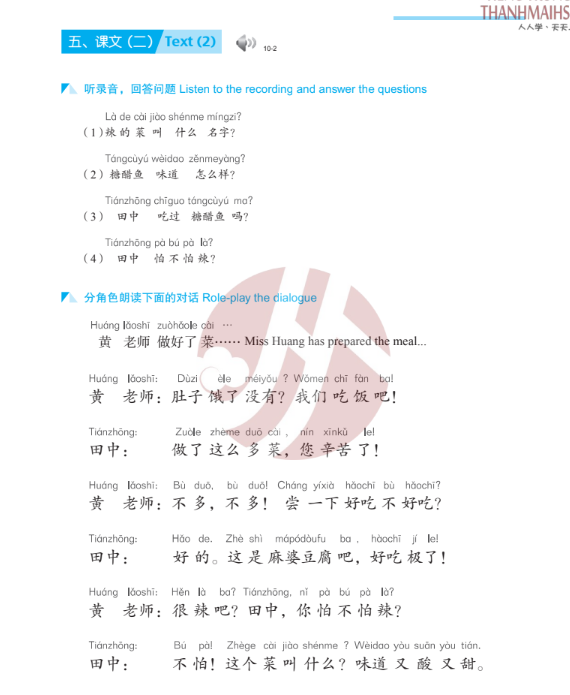 THANHMAIHS
人人学·天天.
五、课文（二） Text (2) 10-2
听录音，回答问题 Listen to the recording and answer the questions
Là de cài jiào shénme míngzi?
（1）辣的菜叫 什么 名字?
Tángcùyú wèidao zěnmeyàng?
（2）糖醋鱼 味道 怎么样?
Tiánzhōng chīguo tángcùyú ma?
（3） 田中 吃过 糖醋鱼 吗?
Tiánzhōng pà bú pà là?
（4） 田中 怕不怕辣?
分角色朗读下面的对话 Role-play the dialogue
Huáng lǎoshī zuòhǎole cài …
黄 老师 做好了菜…… Miss Huang has prepared the meal...
Huáng lǎoshī: Dùzi èle méiyǒu ? Wǒmen chī fàn ba!
黄 老师: 肚子饿了没有? 我们吃饭吧!
Tiánzhōng: Zuòle zhème duō cài , nín xīnkǔ le!
田中: 做了这么多菜, 您辛苦了!
Huáng lǎoshī: Bù duō, bù duō! Cháng yíxià hǎochī bù hǎochī?
黄 老师: 不多, 不多! 尝一下好吃不好吃?
Tiánzhōng: Hǎo de. Zhè shì mápódòufu ba , hǎochī jí le!
田中: 好的。这是麻婆豆腐吧, 好吃极了!
Huáng lǎoshī: Hěn là ba? Tiánzhōng, nǐ pà bú pà là?
黄 老师: 很辣吧? 田中, 你怕不怕辣?
Tiánzhōng: Bú pà! Zhège cài jiào shénme ? Wèidao yòu suān yòu tián.
田中: 不怕! 这个菜叫什么? 味道又酸又甜。